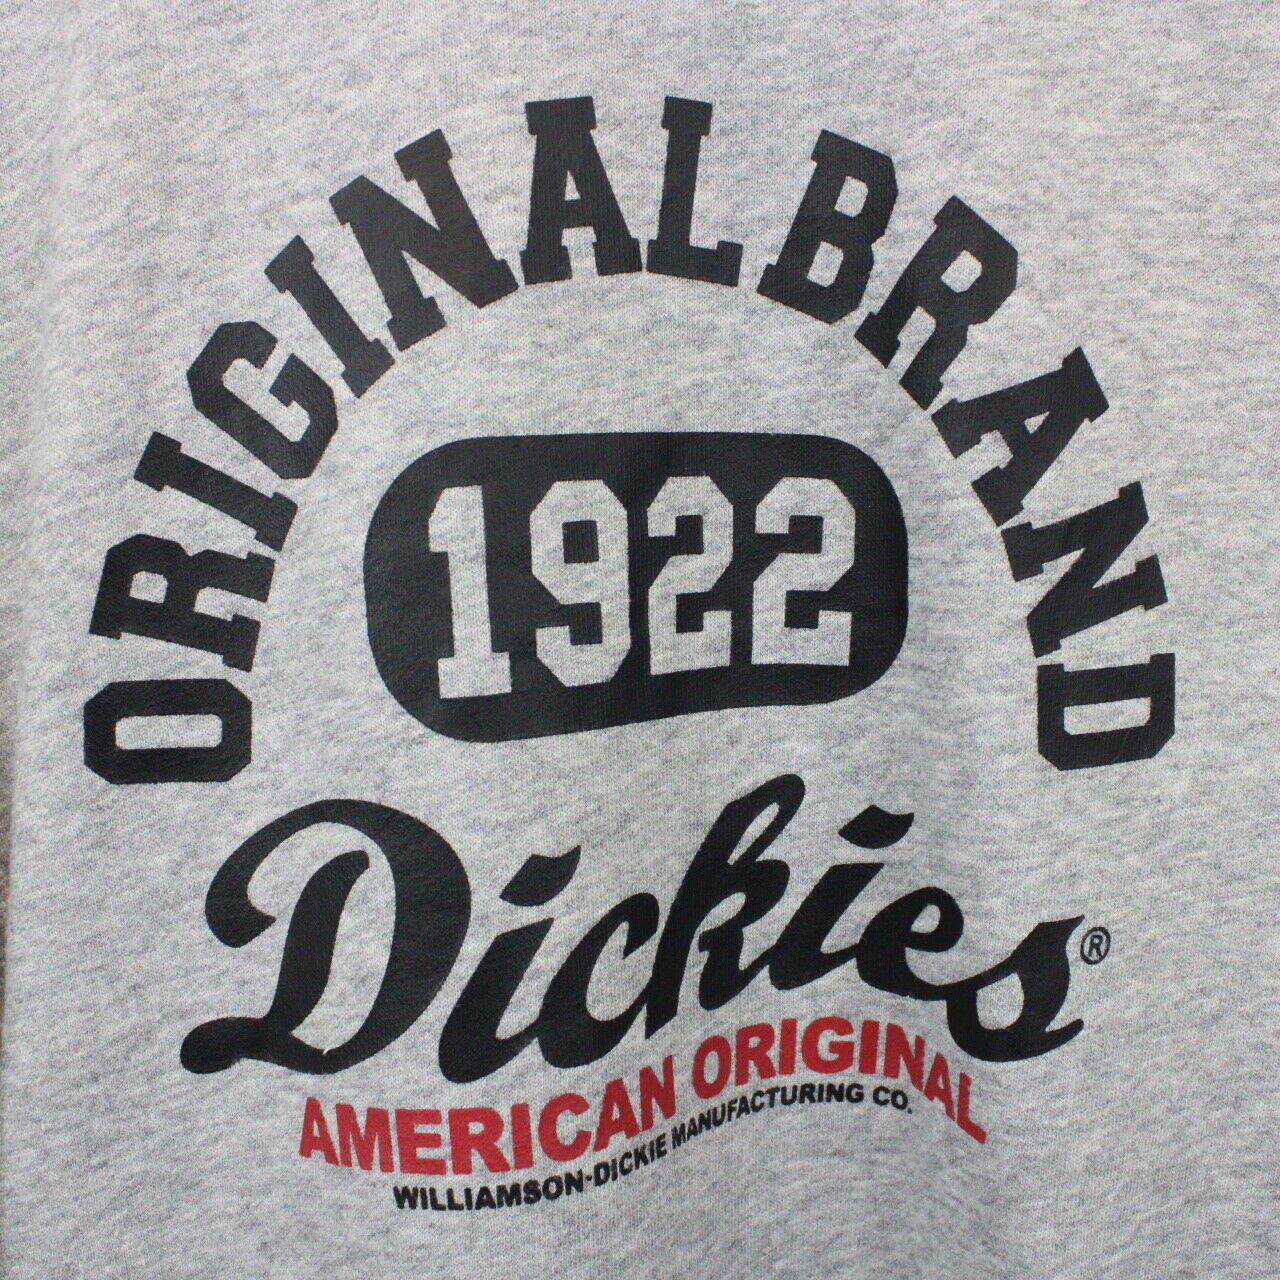 ORIGINAL BRAND
1922
Dickies®
AMERICAN ORIGINAL
WILLIAMSON-DICKIE MANUFACTURING CO.